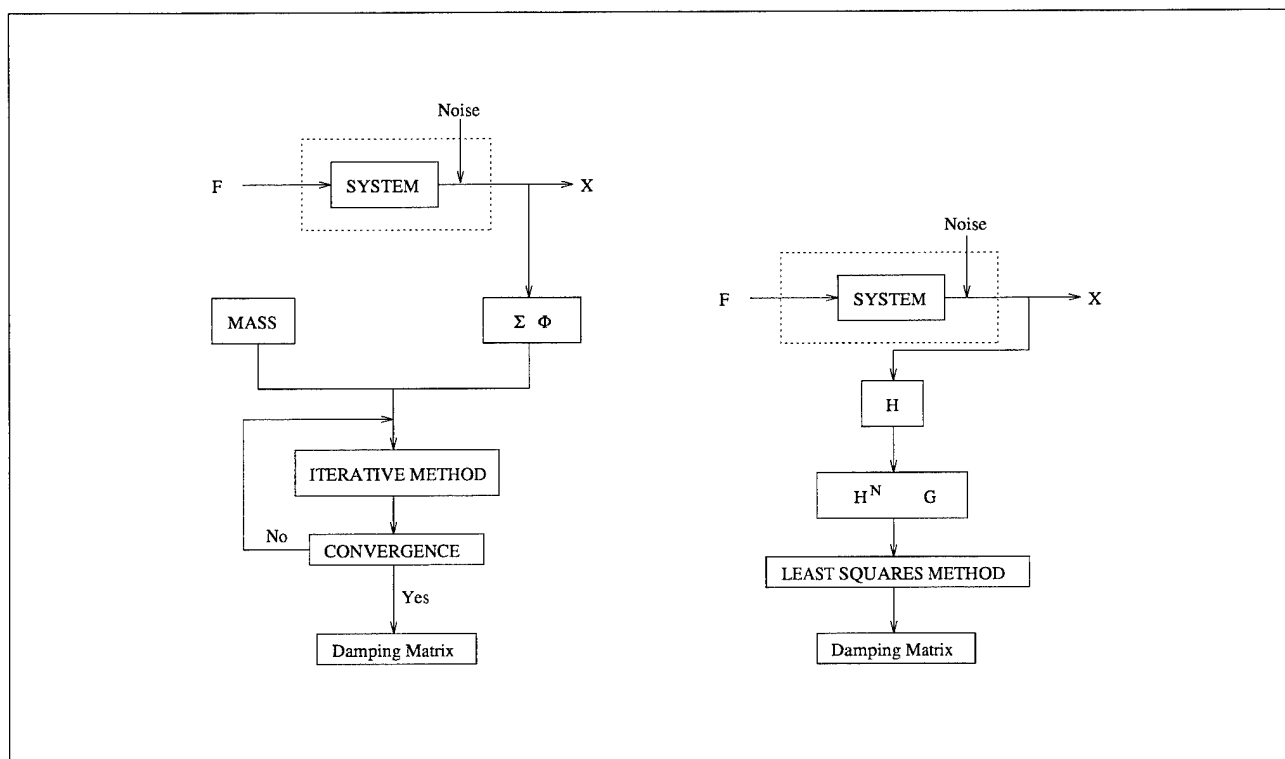 Noise
F
SYSTEM
X
MASS
Σ Φ
ITERATIVE METHOD
No
CONVERGENCE
Yes
Damping Matrix
Noise
F
SYSTEM
X
H
H^N G
LEAST SQUARES METHOD
Damping Matrix